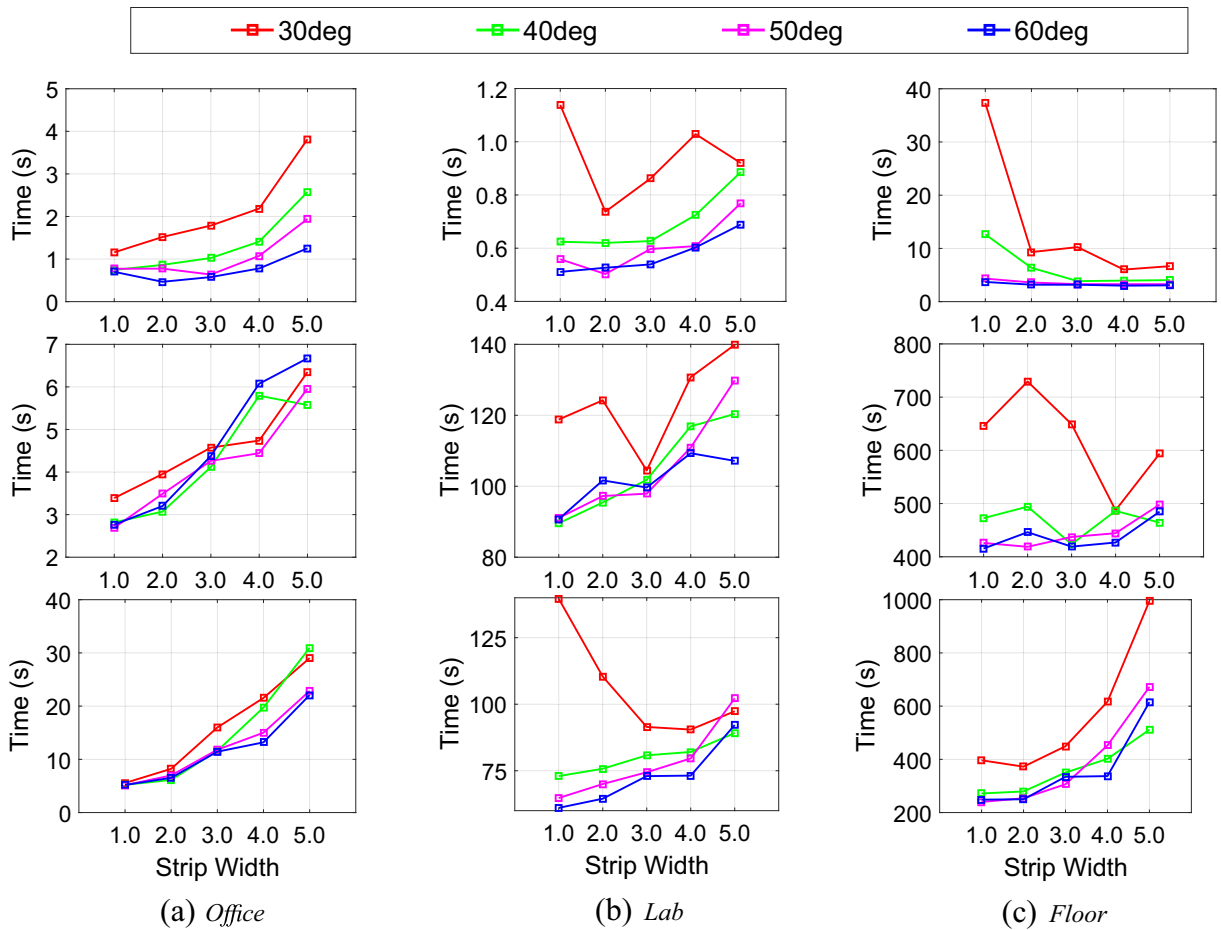 30deg 40deg 50deg 60deg
5
4
3
2
1
0
Time (s)
1.0 2.0 3.0 4.0 5.0
1.2
1.0
0.8
0.6
0.4
Time (s)
1.0 2.0 3.0 4.0 5.0
40
30
20
10
0
Time (s)
1.0 2.0 3.0 4.0 5.0
7
6
5
4
3
2
Time (s)
1.0 2.0 3.0 4.0 5.0
140
120
100
80
Time (s)
1.0 2.0 3.0 4.0 5.0
800
700
600
500
400
Time (s)
1.0 2.0 3.0 4.0 5.0
40
30
20
10
0
Time (s)
1.0 2.0 3.0 4.0 5.0
Strip Width
(a) Office
125
100
75
Time (s)
1.0 2.0 3.0 4.0 5.0
Strip Width
(b) Lab
1000
800
600
400
200
Time (s)
1.0 2.0 3.0 4.0 5.0
Strip Width
(c) Floor